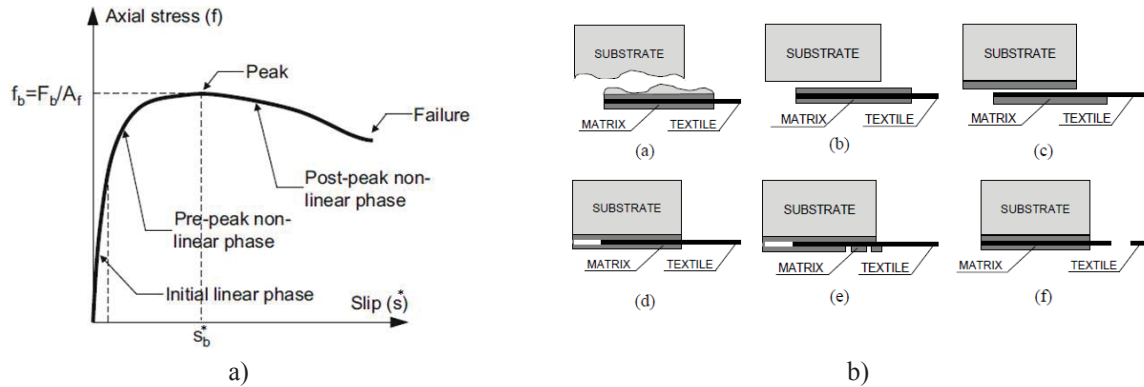 Axial stress (f)
Peak
f_b=F_b/A_f
Failure
Post-peak non-
linear phase
Pre-peak non-
linear phase
Initial linear phase
Slip (s*)
s*_b
a)
SUBSTRATE
MATRIX TEXTILE
(a)
SUBSTRATE
MATRIX TEXTILE
(b)
SUBSTRATE
MATRIX TEXTILE
(c)
SUBSTRATE
MATRIX TEXTILE
(d)
SUBSTRATE
MATRIX TEXTILE
(e)
SUBSTRATE
MATRIX TEXTILE
(f)
b)